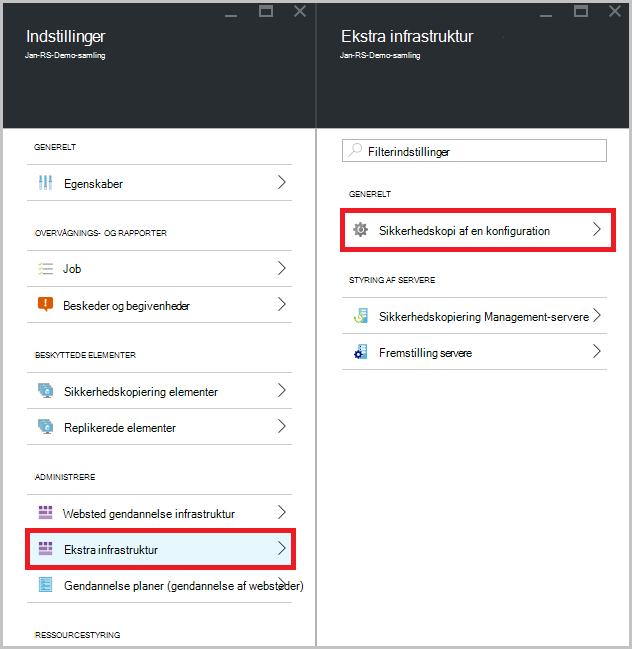 Indstillinger
Jan-RS-Demo-samling
GENERELT
Egenskaber
OVERVÅGNINGS- OG RAPPORTER
Job
Beskeder og begivenheder
BESKYTTEDE ELEMENTER
Sikkerhedskopiering elementer
Replikerede elementer
ADMINISTRERE
Websted gendannelse infrastruktur
Ekstra infrastruktur
Gendannelse planer (gendannelse af websteder)
RESSOURCESTYRING
Ekstra infrastruktur
Jan-RS-Demo-samling
Filterindstillinger
GENERELT
Sikkerhedskopi af en konfiguration
STYRING AF SERVERE
Sikkerhedskopiering Management-servere
Fremstilling servere